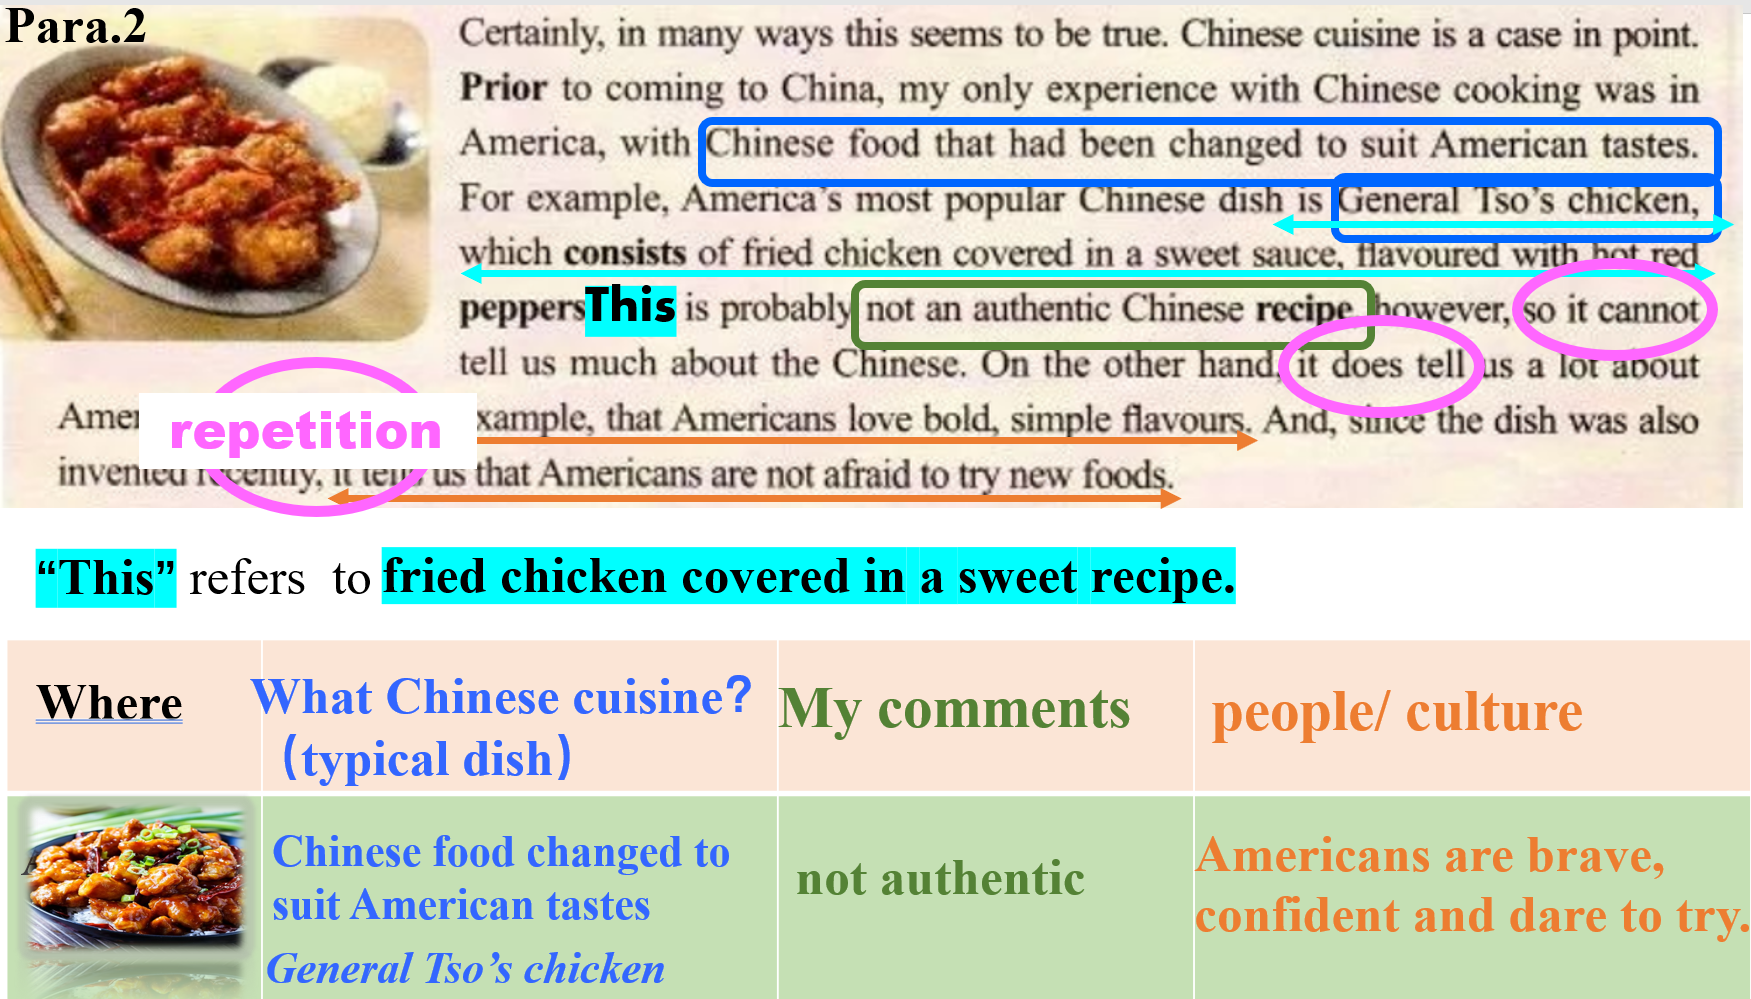 Para.2
Certainly, in many ways this seems to be true. Chinese cuisine is a case in point.
Prior to coming to China, my only experience with Chinese cooking was in
America, with Chinese food that had been changed to suit American tastes.
For example, America's most popular Chinese dish is General Tso's chicken,
which consists of fried chicken covered in a sweet sauce, flavoured with hot red
peppers This is probably not an authentic Chinese recipe however, so it cannot
tell us much about the Chinese. On the other hand, it does tell us a lot about
repetition that Americans love bold, simple flavours. And, since the dish was also
invented recently, it tells us that Americans are not afraid to try new foods.
“This” refers to fried chicken covered in a sweet recipe.
Where
What Chinese cuisine?
(typical dish)
My comments
people/ culture
Chinese food changed to
suit American tastes
General Tso’s chicken
not authentic
Americans are brave,
confident and dare to try.